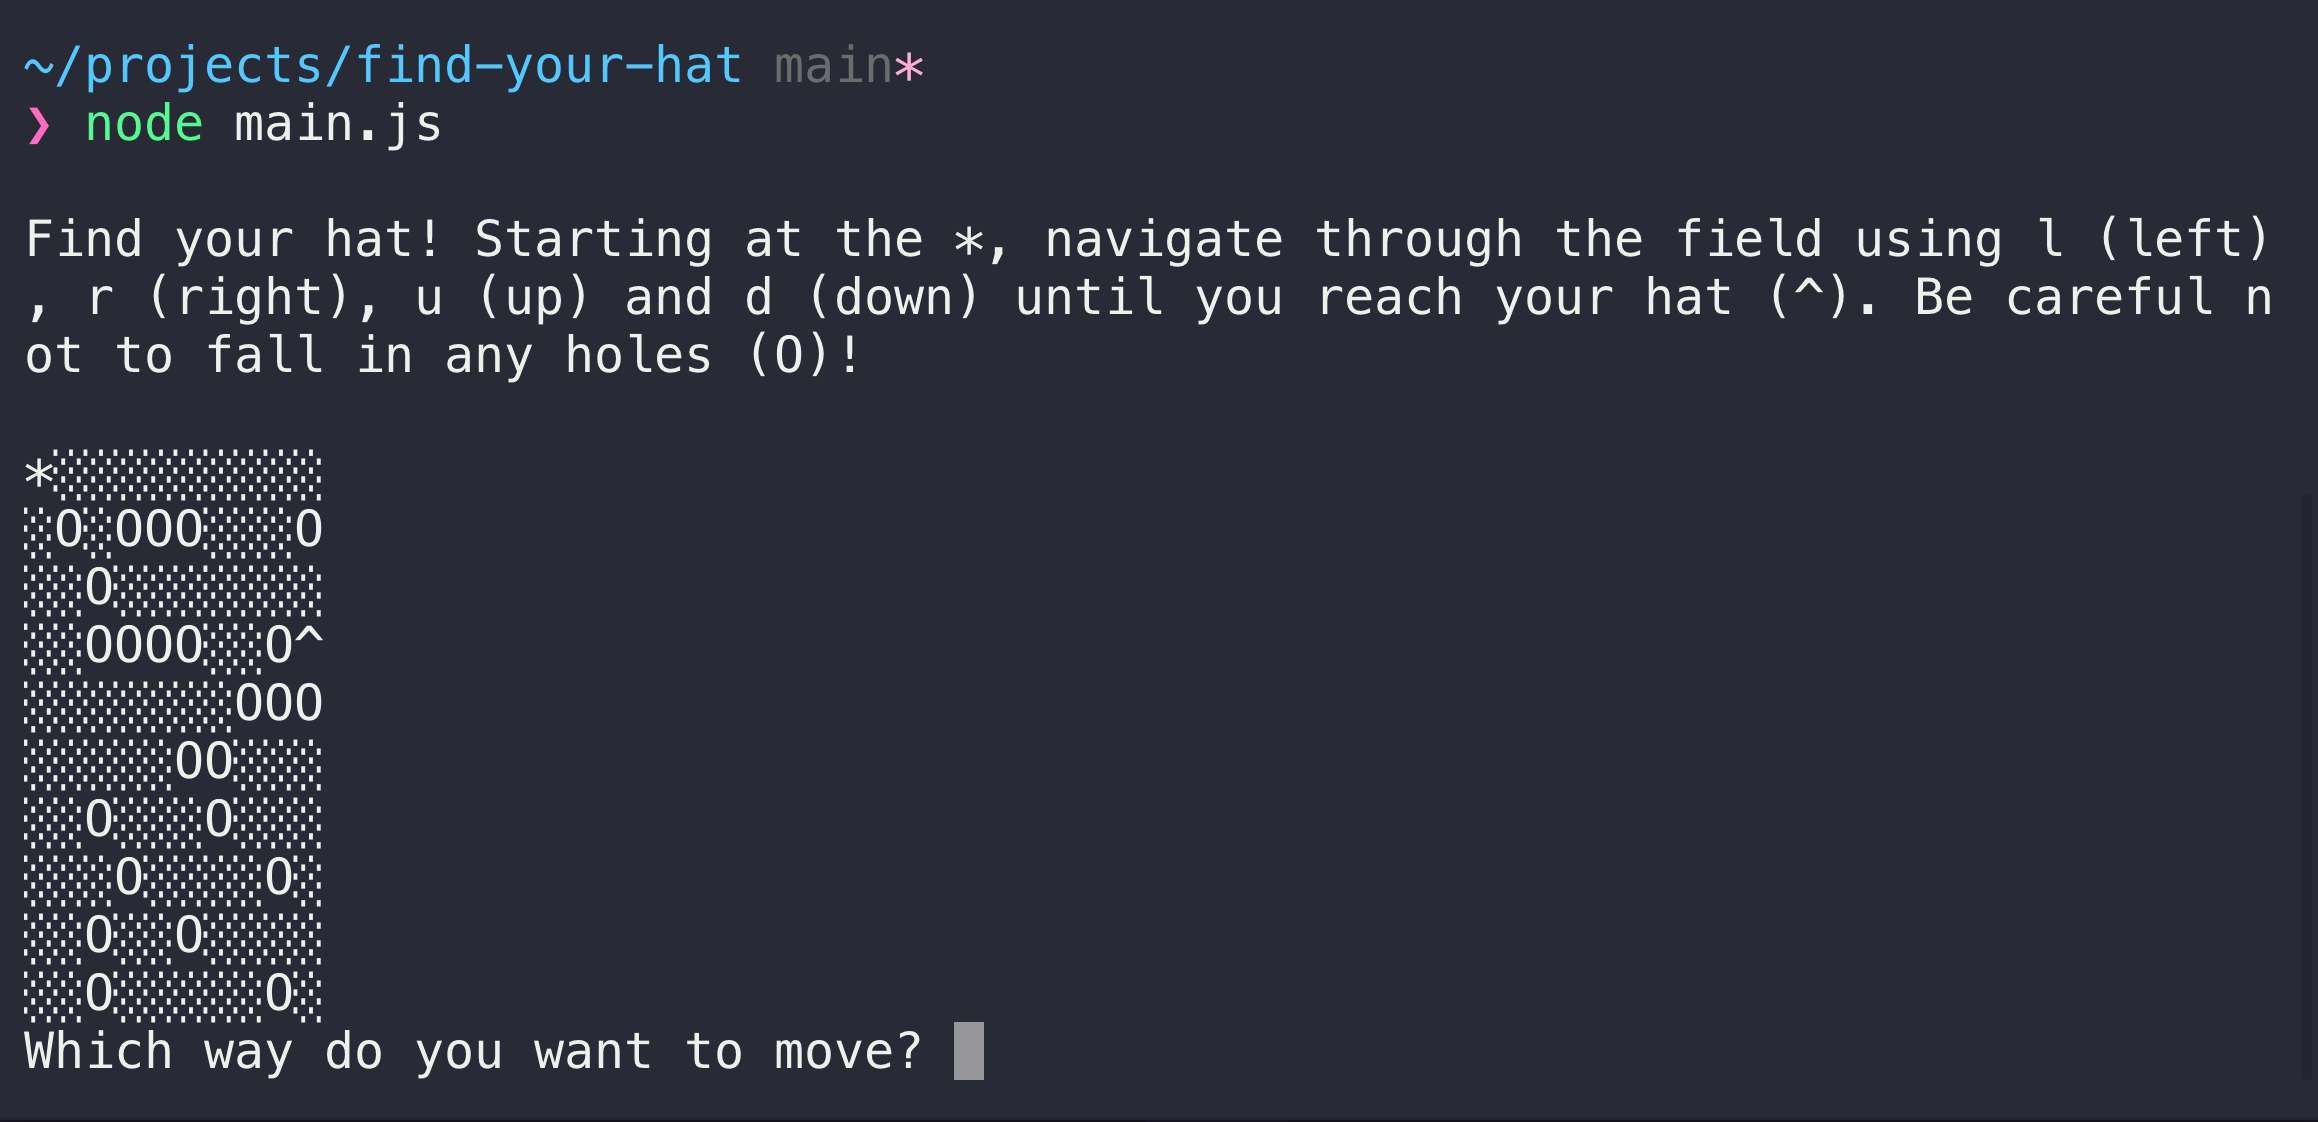 ~/projects/find-your-hat main*
❯ node main.js
Find your hat! Starting at the *, navigate through the field using l (left)
, r (right), u (up) and d (down) until you reach your hat (^). Be careful n
ot to fall in any holes (O)!
*░░░░░░░░░
░O░OOO░░░O
░░O░░░░░░░
░░OOOO░░O^
░░░░░░░OOO
░░░░░OO░░░
░░O░░░O░░░
░░░O░░░░O░
░░O░░O░░░░
░░O░░░░░O░
Which way do you want to move?